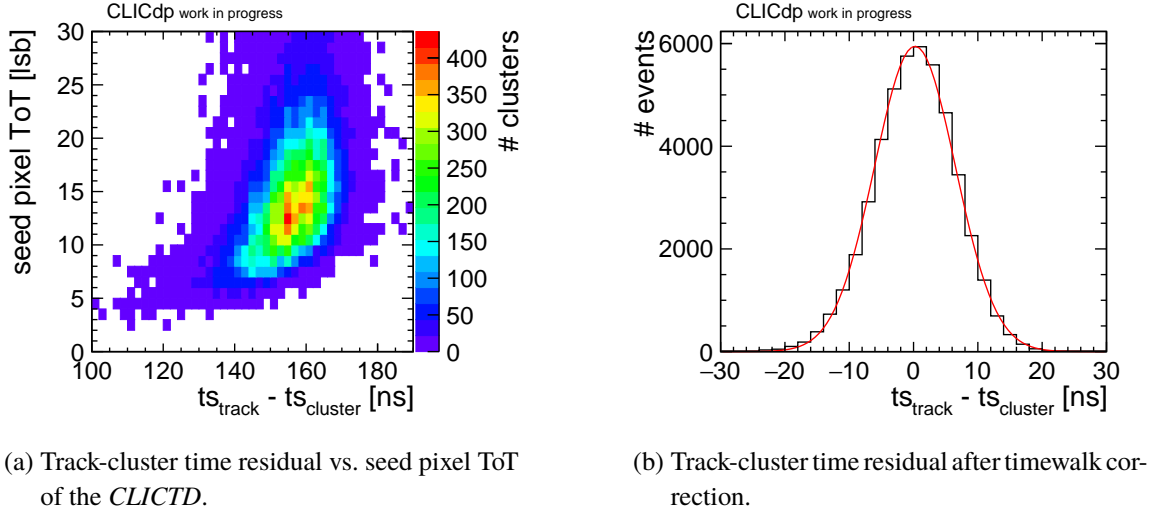 CLICdp work in progress
seed pixel ToT [lsb]
30
25
20
15
10
5
0
100 120 140 160 180
ts_track - ts_cluster [ns]
400
350
300
250
200
150
100
50
0
# clusters
(a) Track-cluster time residual vs. seed pixel ToT
of the CLICTD.
CLICdp work in progress
# events
6000
4000
2000
0
−30 −20 −10 0 10 20 30
ts_track - ts_cluster [ns]
(b) Track-cluster time residual after timewalk cor-
rection.